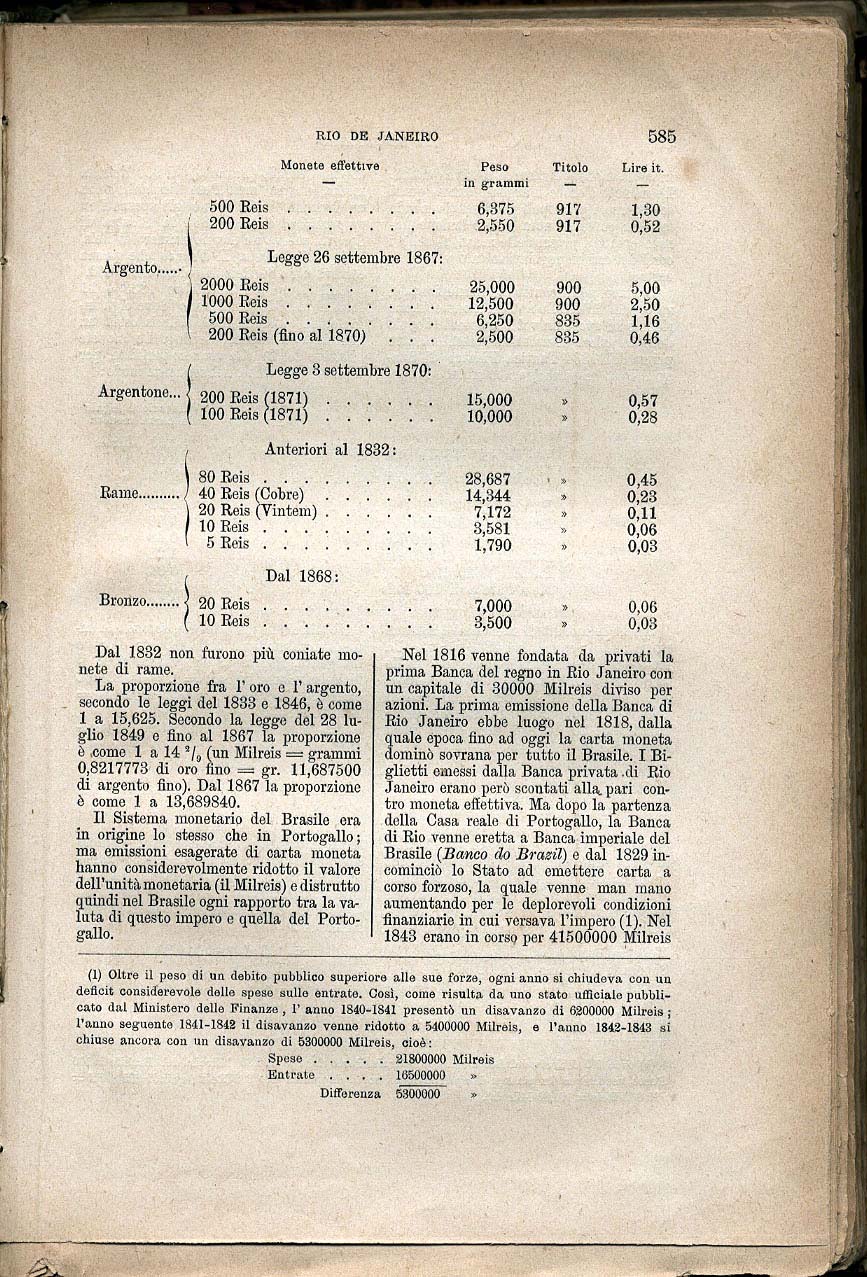 RIO DE JANEIRO 585
Monete effettive Peso Titolo Lire it.
— in grammi — —
500 Reis . . . . . . . . 6,375 917 1,30
200 Reis . . . . . . . . 2,550 917 0,52
Legge 26 settembre 1867:
Argento......
2000 Reis . . . . . . . . 25,000 900 5,00
1000 Reis . . . . . . . . 12,500 900 2,50
500 Reis . . . . . . . . 6,250 835 1,16
200 Reis (fino al 1870) . . . 2,500 835 0,46
Legge 3 settembre 1870:
Argentone...
200 Reis (1871) . . . . . . 15,000 » 0,57
100 Reis (1871) . . . . . . 10,000 » 0,28
Anteriori al 1832:
80 Reis . . . . . . . . . 28,687 » 0,45
Rame.......... 40 Reis (Cobre) . . . . . . 14,344 » 0,23
20 Reis (Vintem) . . . . . . 7,172 » 0,11
10 Reis . . . . . . . . . 3,581 » 0,06
5 Reis . . . . . . . . . 1,790 » 0,03
Dal 1868:
Bronzo........ 20 Reis . . . . . . . . . 7,000 » 0,06
10 Reis . . . . . . . . . 3,500 » 0,03
Dal 1832 non furono più coniate mo-
nete di rame.
La proporzione fra l' oro e l' argento,
secondo le leggi del 1833 e 1846, è come
1 a 15,625. Secondo la legge del 28 lu-
glio 1849 e fino al 1867 la proporzione
è come 1 a 14 ²/₉ (un Milreis = grammi
0,8217773 di oro fino = gr. 11,687500
di argento fino). Dal 1867 la proporzione
è come 1 a 13,689840.
Il Sistema monetario del Brasile era
in origine lo stesso che in Portogallo;
ma emissioni esagerate di carta moneta
hanno considerevolmente ridotto il valore
dell'unità monetaria (il Milreis) e distrutto
quindi nel Brasile ogni rapporto tra la va-
luta di questo impero e quella del Porto-
gallo.
Nel 1816 venne fondata da privati la
prima Banca del regno in Rio Janeiro con
un capitale di 30000 Milreis diviso per
azioni. La prima emissione della Banca di
Rio Janeiro ebbe luogo nel 1818, dalla
quale epoca fino ad oggi la carta moneta
dominò sovrana per tutto il Brasile. I Bi-
glietti emessi dalla Banca privata di Rio
Janeiro erano però scontati alla pari con-
tro moneta effettiva. Ma dopo la partenza
della Casa reale di Portogallo, la Banca
di Rio venne eretta a Banca imperiale del
Brasile (Banco do Brazil) e dal 1829 in-
cominciò lo Stato ad emettere carta a
corso forzoso, la quale venne man mano
aumentando per le deplorevoli condizioni
finanziarie in cui versava l'impero (1). Nel
1843 erano in corso per 41500000 Milreis
(1) Oltre il peso di un debito pubblico superiore alle sue forze, ogni anno si chiudeva con un
deficit considerevole delle spese sulle entrate. Così, come risulta da uno stato ufficiale pubbli-
cato dal Ministero delle Finanze, l' anno 1840-1841 presentò un disavanzo di 6200000 Milreis;
l'anno seguente 1841-1842 il disavanzo venne ridotto a 5400000 Milreis, e l'anno 1842-1843 si
chiuse ancora con un disavanzo di 5300000 Milreis, cioè:
Spese . . . . . 21800000 Milreis
Entrate . . . . 16500000 »
Differenza 5300000 »